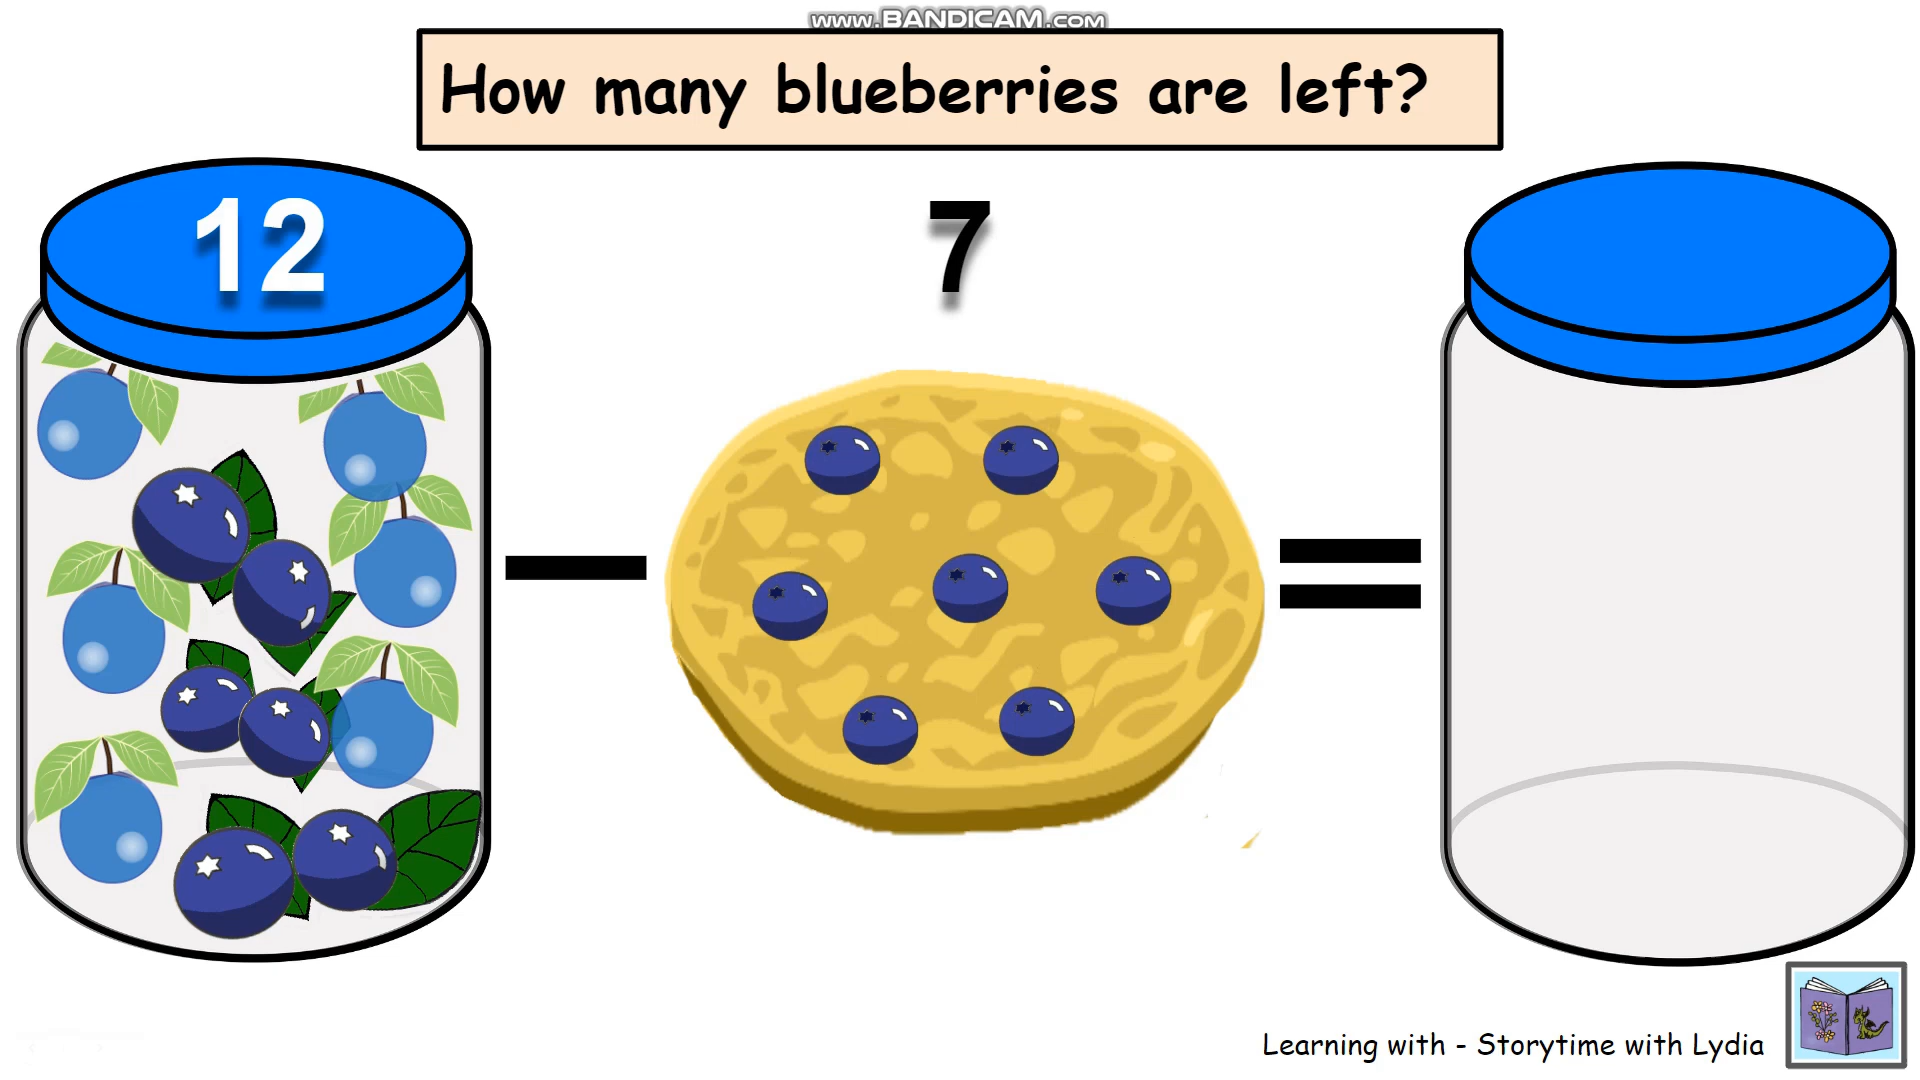 www.BANDICAM.com
How many blueberries are left?
12
7
Learning with - Storytime with Lydia